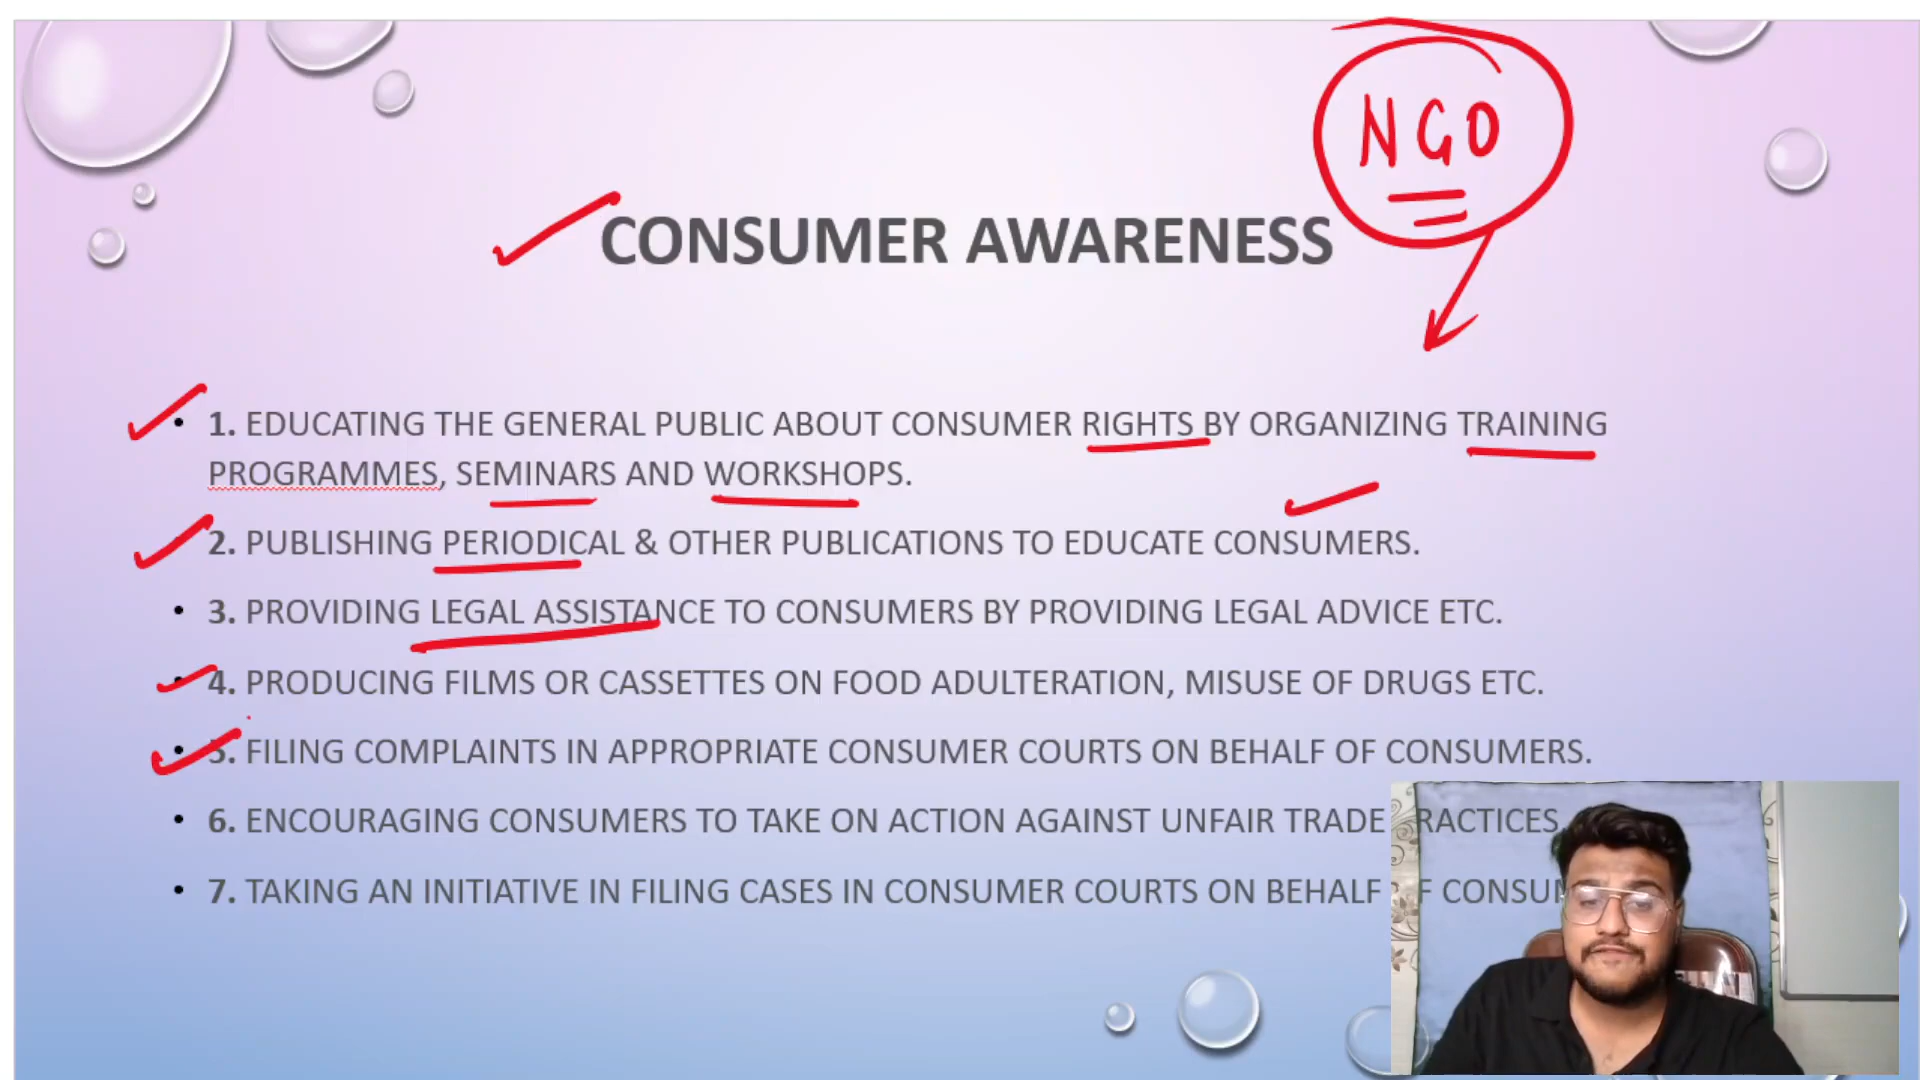 NGO
CONSUMER AWARENESS
• 1. EDUCATING THE GENERAL PUBLIC ABOUT CONSUMER RIGHTS BY ORGANIZING TRAINING
PROGRAMMES, SEMINARS AND WORKSHOPS.
2. PUBLISHING PERIODICAL & OTHER PUBLICATIONS TO EDUCATE CONSUMERS.
• 3. PROVIDING LEGAL ASSISTANCE TO CONSUMERS BY PROVIDING LEGAL ADVICE ETC.
• 4. PRODUCING FILMS OR CASSETTES ON FOOD ADULTERATION, MISUSE OF DRUGS ETC.
• 5. FILING COMPLAINTS IN APPROPRIATE CONSUMER COURTS ON BEHALF OF CONSUMERS.
• 6. ENCOURAGING CONSUMERS TO TAKE ON ACTION AGAINST UNFAIR TRADE PRACTICES.
• 7. TAKING AN INITIATIVE IN FILING CASES IN CONSUMER COURTS ON BEHALF OF